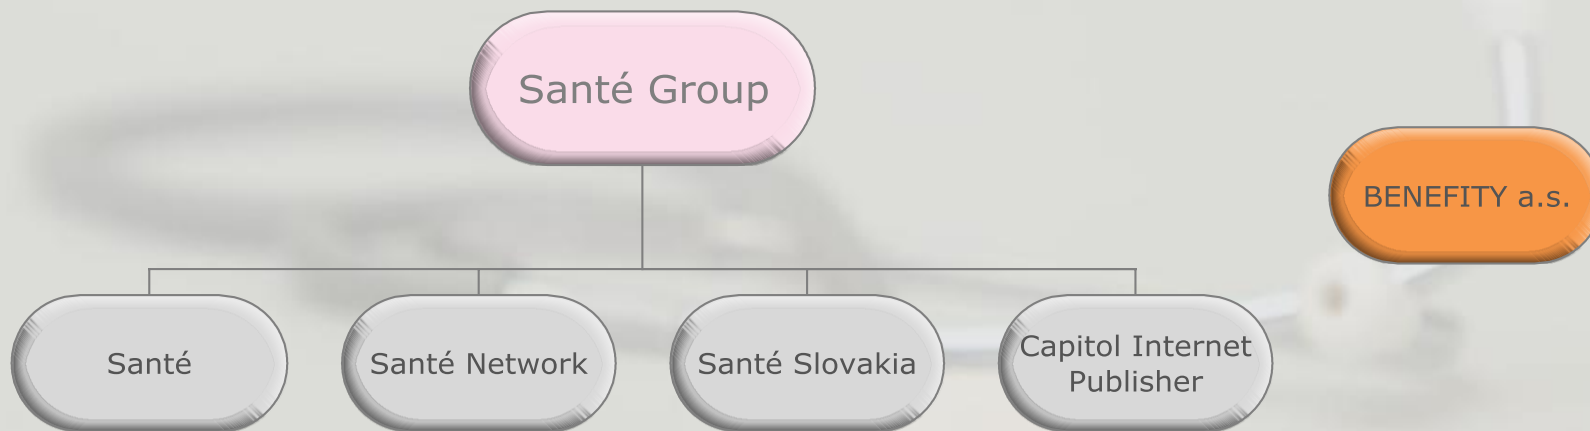 Santé Group
BENEFITY a.s.
Santé
Santé Network
Santé Slovakia
Capitol Internet
Publisher